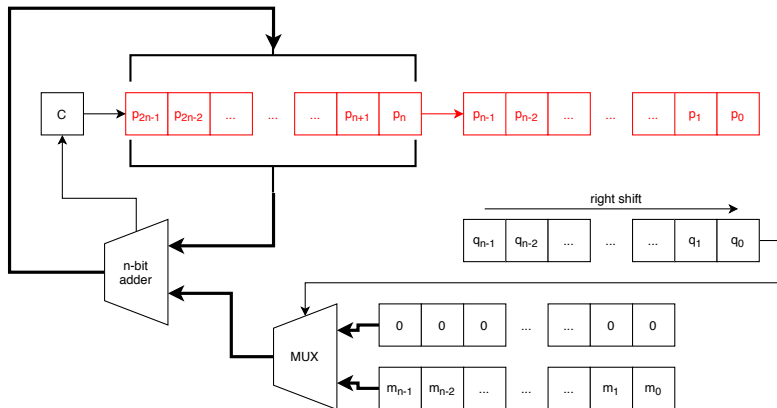 C p₂ₙ₋₁ p₂ₙ₋₂ ... ... ... pₙ₊₁ pₙ pₙ₋₁ pₙ₋₂ ... ... ... p₁ p₀
right shift
qₙ₋₁ qₙ₋₂ ... ... ... q₁ q₀
n-bit
adder
0 0 0 ... ... 0 0
MUX
mₙ₋₁ mₙ₋₂ ... ... ... m₁ m₀